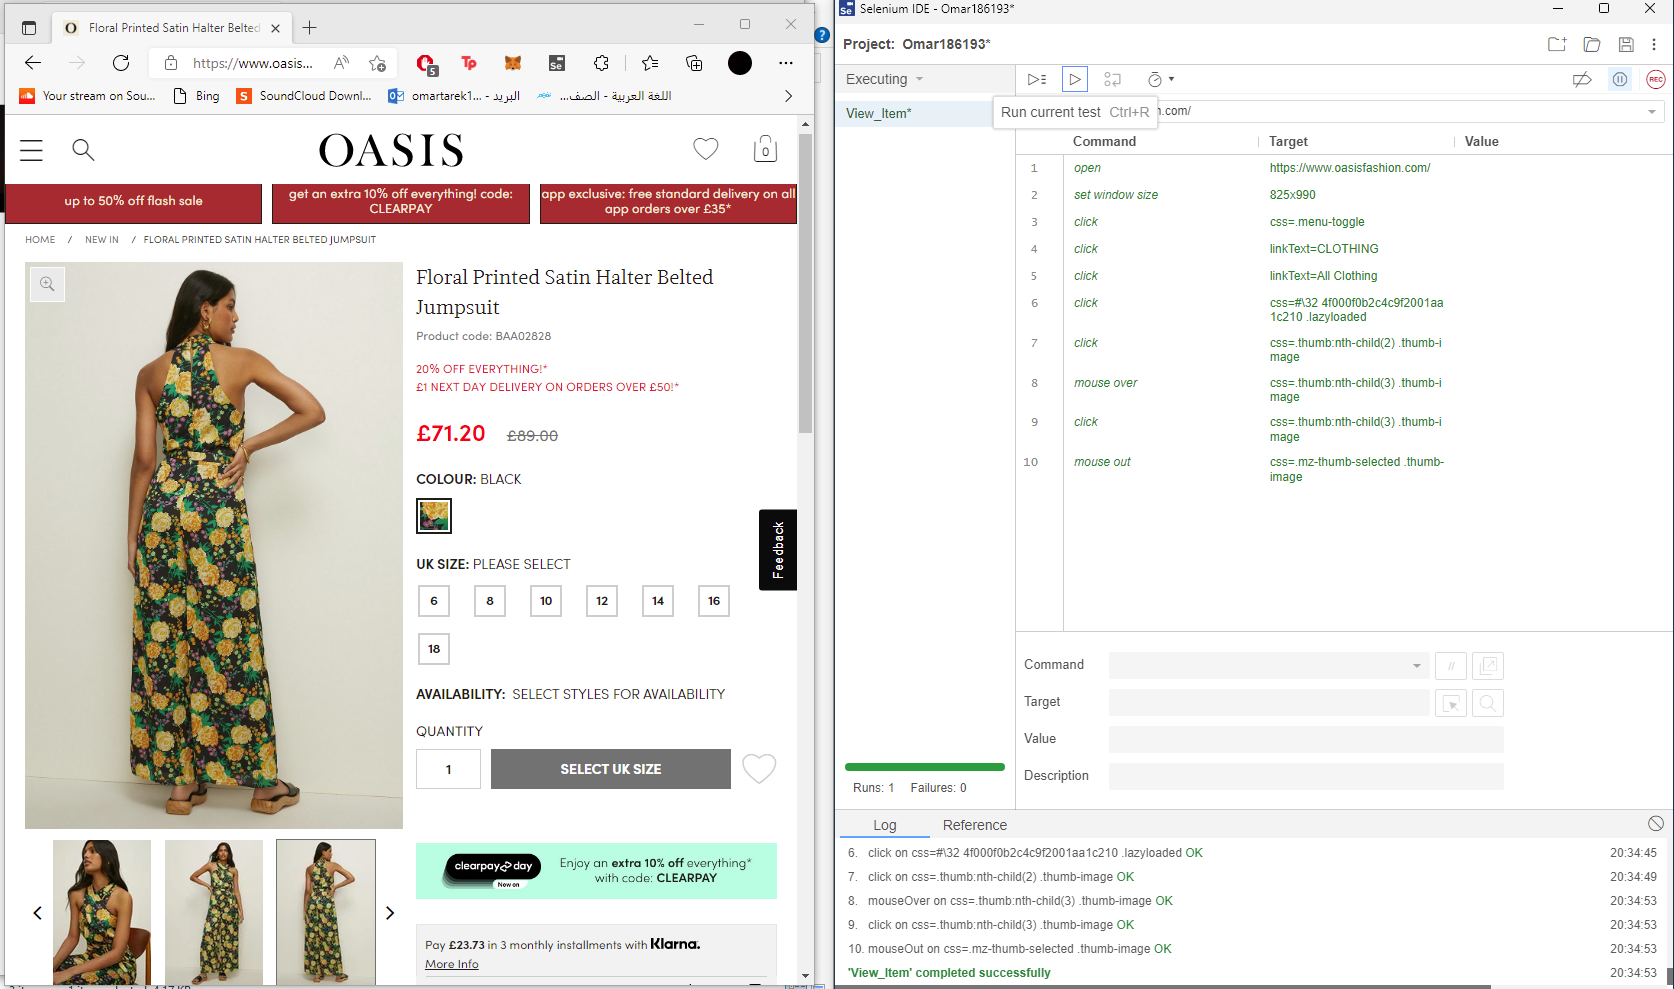 Floral Printed Satin Halter Belted
https://www.oasis...
5
Tp
Se
Your stream on Sou...
Bing
S
SoundCloud Downl...
omartarek1... - البريد
اللغة العربية - الصف...
OASIS
0
up to 50% off flash sale
get an extra 10% off everything! code:
CLEARPAY
app exclusive: free standard delivery on all
app orders over £35*
HOME / NEW IN / FLORAL PRINTED SATIN HALTER BELTED JUMPSUIT
Floral Printed Satin Halter Belted
Jumpsuit
Product code: BAA02828
20% OFF EVERYTHING!*
£1 NEXT DAY DELIVERY ON ORDERS OVER £50!*
£71.20 £89.00
COLOUR: BLACK
Feedback
UK SIZE: PLEASE SELECT
6 8 10 12 14 16
18
AVAILABILITY: SELECT STYLES FOR AVAILABILITY
QUANTITY
1 SELECT UK SIZE
clearpay day
Now on
Enjoy an extra 10% off everything*
with code: CLEARPAY
Pay £23.73 in 3 monthly installments with Klarna.
More Info
?
Se Selenium IDE - Omar186193*
Project: Omar186193*
Executing
REC
View_Item*
Run current test Ctrl+R
n.com/
Command Target Value
1 open https://www.oasisfashion.com/
2 set window size 825x990
3 click css=.menu-toggle
4 click linkText=CLOTHING
5 click linkText=All Clothing
6 click css=#\32 4f000f0b2c4c9f2001aa
1c210 .lazyloaded
7 click css=.thumb:nth-child(2) .thumb-i
mage
8 mouse over css=.thumb:nth-child(3) .thumb-i
mage
9 click css=.thumb:nth-child(3) .thumb-i
mage
10 mouse out css=.mz-thumb-selected .thumb-
image
Command
//
Target
Value
Description
Runs: 1 Failures: 0
Log Reference
6. click on css=#\32 4f000f0b2c4c9f2001aa1c210 .lazyloaded OK 20:34:45
7. click on css=.thumb:nth-child(2) .thumb-image OK 20:34:49
8. mouseOver on css=.thumb:nth-child(3) .thumb-image OK 20:34:53
9. click on css=.thumb:nth-child(3) .thumb-image OK 20:34:53
10. mouseOut on css=.mz-thumb-selected .thumb-image OK 20:34:53
'View_Item' completed successfully 20:34:53